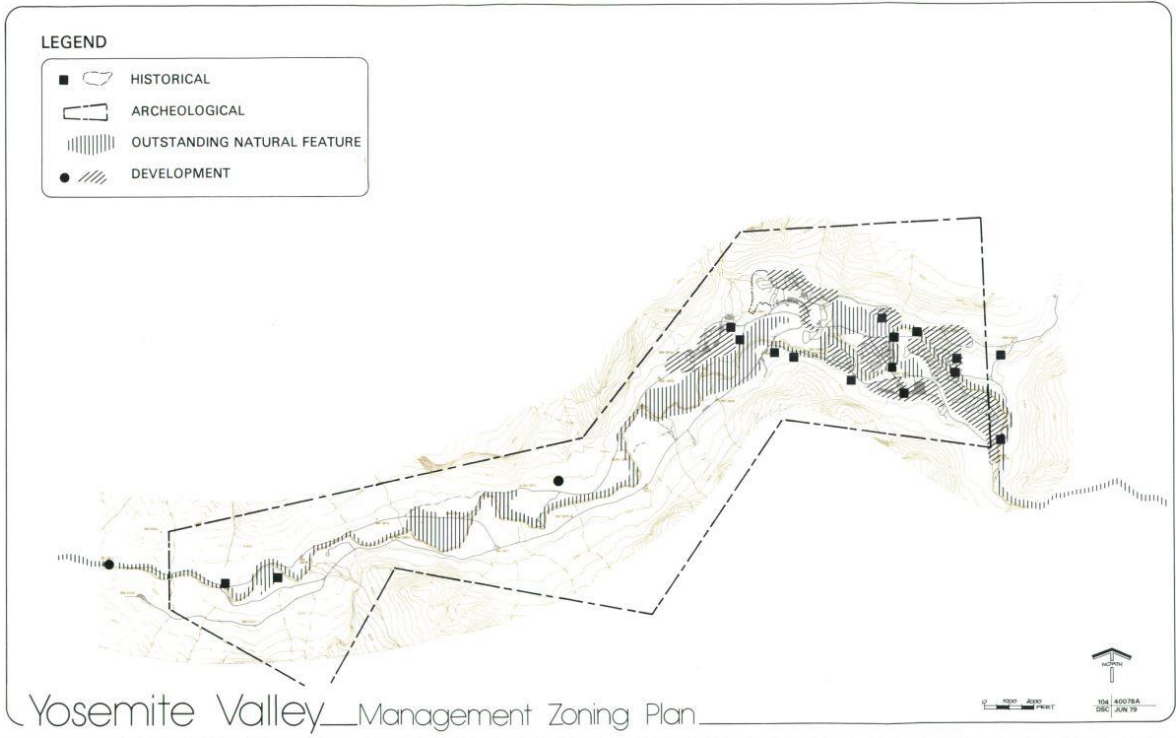 LEGEND
HISTORICAL
ARCHEOLOGICAL
OUTSTANDING NATURAL FEATURE
DEVELOPMENT
NORTH
0 1000 2000
FEET
104 40078A
DSC JUN 79
Yosemite Valley Management Zoning Plan